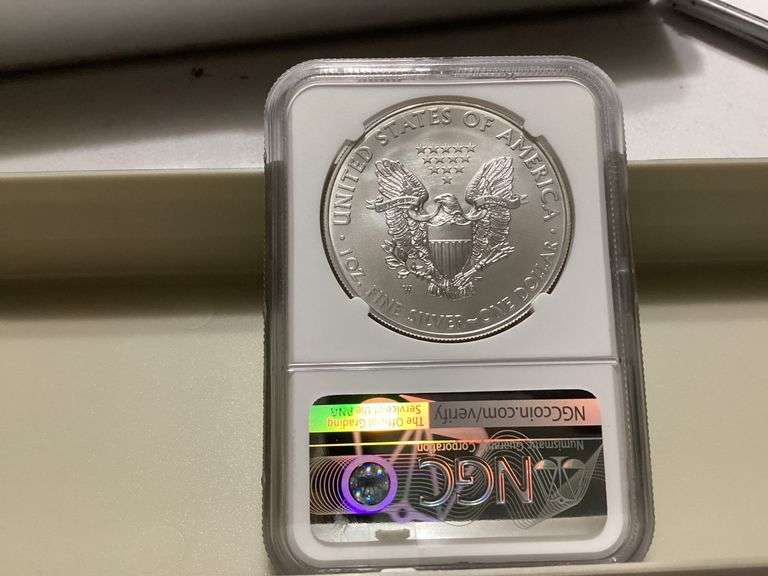 UNITED STATES OF AMERICA
1 OZ. FINE SILVER~ONE DOLLAR
NGCcoin.com/verify
The Official Grading
Service of the PNG
NGC
Numismatic Guaranty
Corporation